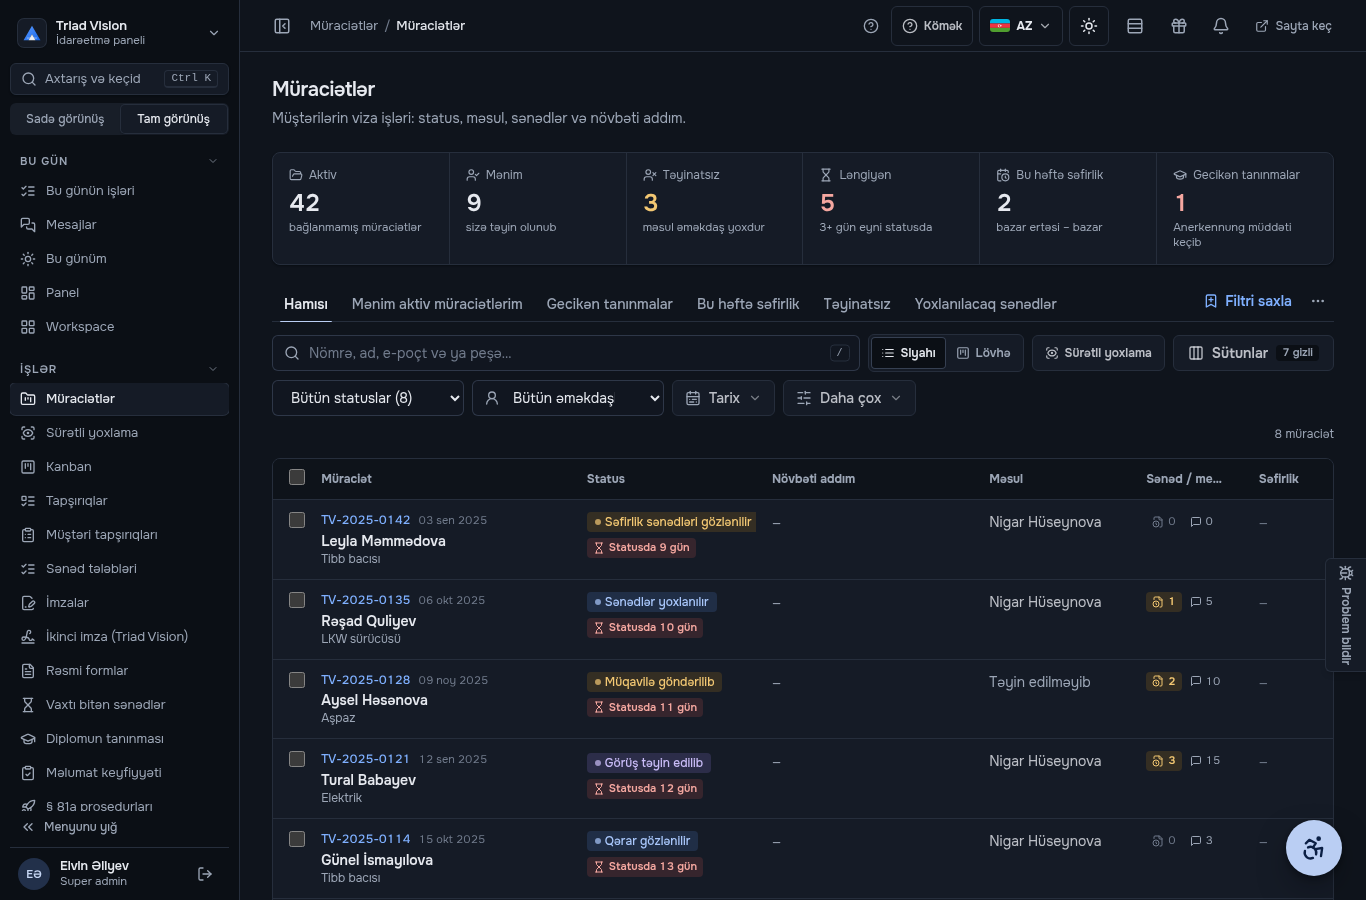 Triad Vision
İdarəetmə paneli
Axtarış və keçid
Ctrl K
Sadə görünüş
Tam görünüş
BU GÜN
Bu günün işləri
Mesajlar
Bu günüm
Panel
Workspace
İŞLƏR
Müraciətlər
Sürətli yoxlama
Kanban
Tapşırıqlar
Müştəri tapşırıqları
Sənəd tələbləri
İmzalar
İkinci imza (Triad Vision)
Rəsmi formlar
Vaxtı bitən sənədlər
Diplomun tanınması
Məlumat keyfiyyəti
§ 81a prosedurları
Menyunu yığ
EƏ
Elvin Əliyev
Super admin
Müraciətlər / Müraciətlər
Kömək
AZ
Sayta keç
Müraciətlər
Müştərilərin viza işləri: status, məsul, sənədlər və növbəti addım.
Aktiv
42
bağlanmamış müraciətlər
Mənim
9
sizə təyin olunub
Təyinatsız
3
məsul əməkdaş yoxdur
Ləngiyən
5
3+ gün eyni statusda
Bu həftə səfirlik
2
bazar ertəsi – bazar
Gecikən tanınmalar
1
Anerkennung müddəti
keçib
Hamısı
Mənim aktiv müraciətlərim
Gecikən tanınmalar
Bu həftə səfirlik
Təyinatsız
Yoxlanılacaq sənədlər
Filtri saxla
Nömrə, ad, e-poçt və ya peşə...
/
Siyahı
Lövhə
Sürətli yoxlama
Sütunlar
7 gizli
Bütün statuslar (8)
Bütün əməkdaş
Tarix
Daha çox
8 müraciət
Müraciət
Status
Növbəti addım
Məsul
Sənəd / me...
Səfirlik
TV-2025-0142 03 sen 2025
Leyla Məmmədova
Tibb bacısı
Səfirlik sənədləri gözlənilir
Statusda 9 gün
–
Nigar Hüseynova
0
0
–
TV-2025-0135 06 okt 2025
Rəşad Quliyev
LKW sürücüsü
Sənədlər yoxlanılır
Statusda 10 gün
–
Nigar Hüseynova
1
5
–
TV-2025-0128 09 noy 2025
Aysel Həsənova
Aşpaz
Müqavilə göndərilib
Statusda 11 gün
–
Təyin edilməyib
2
10
–
TV-2025-0121 12 sen 2025
Tural Babayev
Elektrik
Görüş təyin edilib
Statusda 12 gün
–
Nigar Hüseynova
3
15
–
TV-2025-0114 15 okt 2025
Günel İsmayılova
Tibb bacısı
Qərar gözlənilir
Statusda 13 gün
–
Nigar Hüseynova
0
3
–
Problem bildir